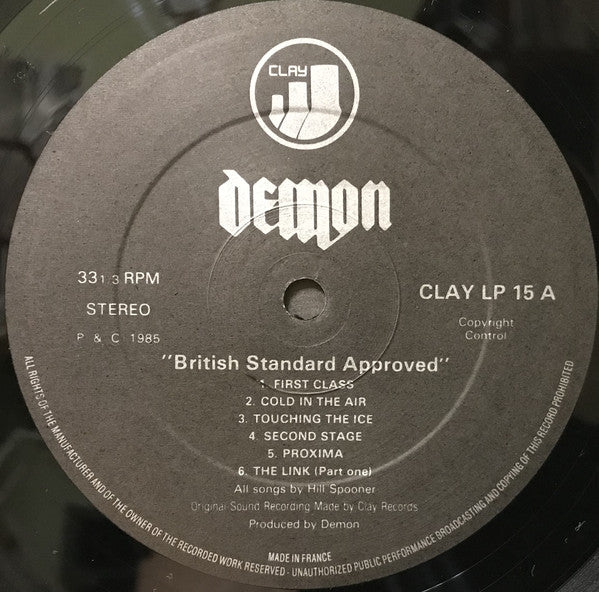 CLAY
DEMON
33 1/3 RPM
STEREO
P & C 1985
CLAY LP 15 A
Copyright
Control
"British Standard Approved"
1. FIRST CLASS
2. COLD IN THE AIR
3. TOUCHING THE ICE
4. SECOND STAGE
5. PROXIMA
6. THE LINK (Part one)
All songs by Hill Spooner
Original Sound Recording Made by Clay Records
Produced by Demon
MADE IN FRANCE
ALL RIGHTS OF THE MANUFACTURER AND OF THE OWNER OF THE RECORDED WORK RESERVED - UNAUTHORIZED PUBLIC PERFORMANCE BROADCASTING AND COPYING OF THIS RECORD PROHIBITED